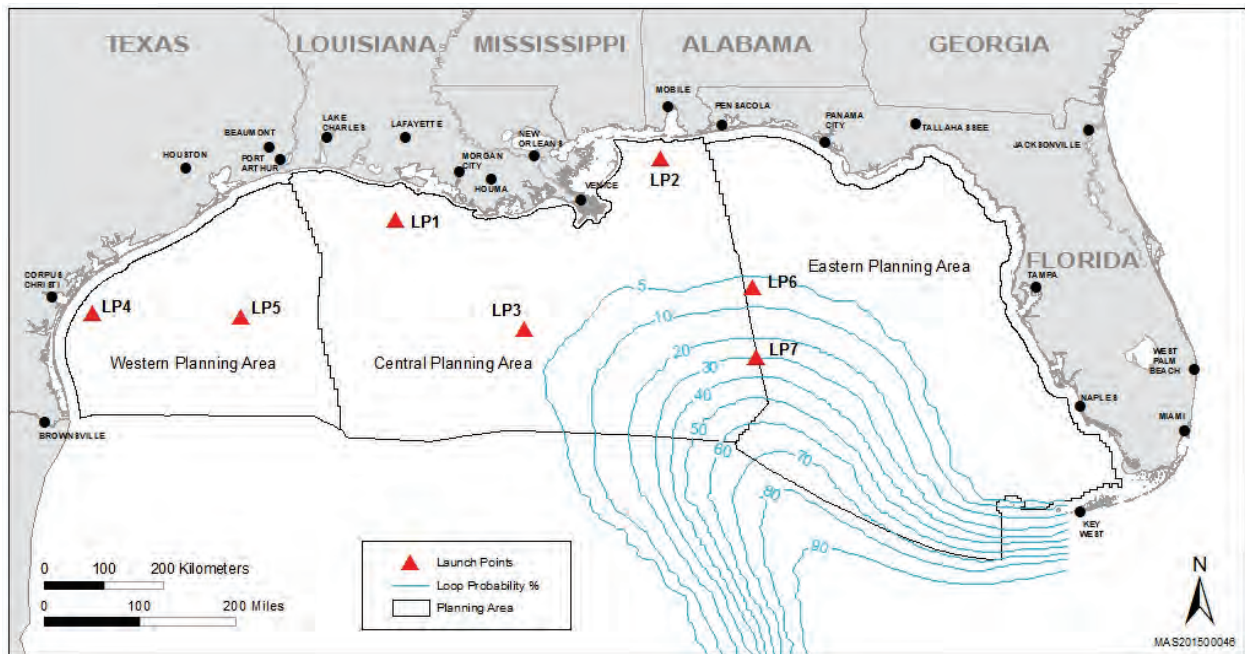 TEXAS
LOUISIANA
MISSISSIPPI
ALABAMA
GEORGIA
MOBILE
PENSACOLA
PANAMA
CITY
TALLAHASSEE
JACKSONVILLE
LAKE
CHARLES
LAFAYETTE
NEW
ORLEANS
BEAUMONT
PORT
ARTHUR
HOUSTON
MORGAN
CITY
HOUMA
VENICE
LP2
LP1
FLORIDA
TAMPA
Eastern Planning Area
CORPUS
CHRISTI
LP4
LP5
LP3
LP6
LP7
5
10
20
30
40
50
60
70
80
90
Western Planning Area
Central Planning Area
WEST
PALM
BEACH
NAPLES
MIAMI
BROWNSVILLE
KEY
WEST
0 100 200 Kilometers
0 100 200 Miles
Launch Points
Loop Probability %
Planning Area
N
MAS201500046